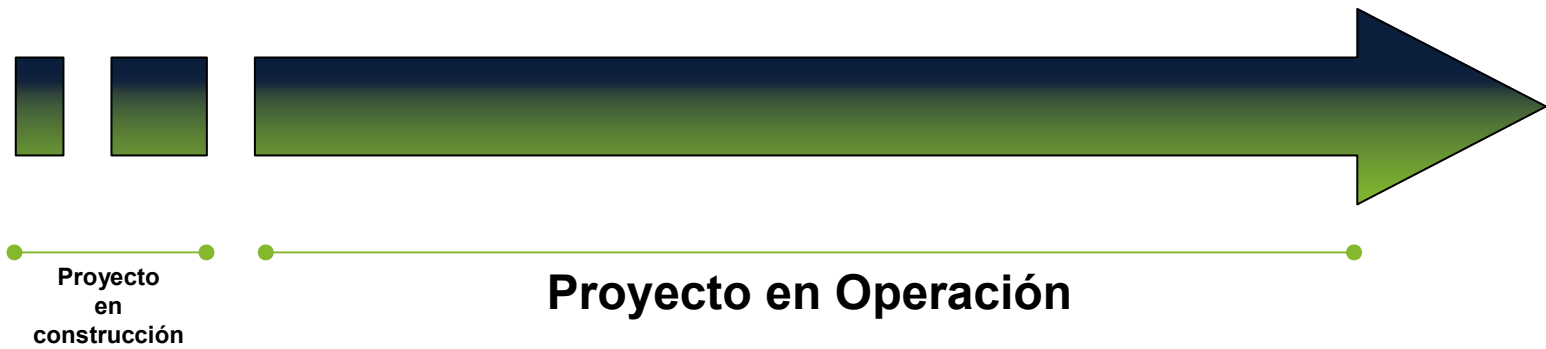 Proyecto
en
construcción
Proyecto en Operación